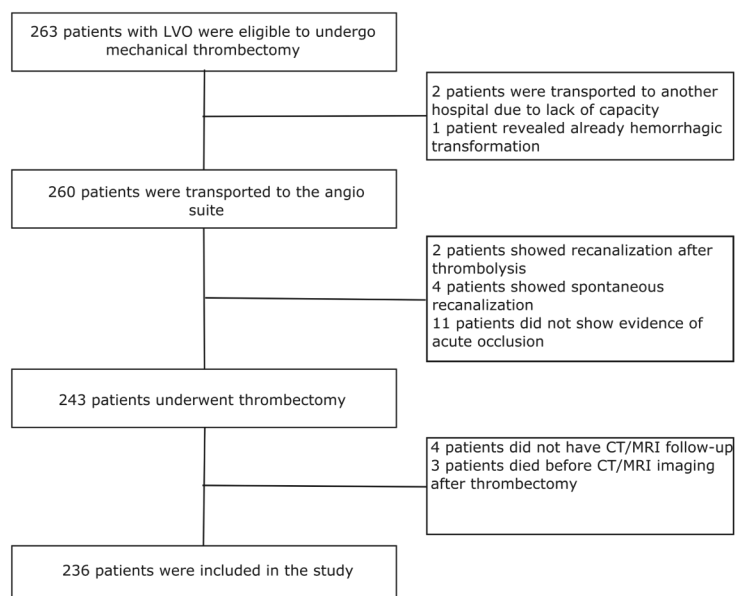 263 patients with LVO were eligible to undergo
mechanical thrombectomy
2 patients were transported to another
hospital due to lack of capacity
1 patient revealed already hemorrhagic
transformation
260 patients were transported to the angio
suite
2 patients showed recanalization after
thrombolysis
4 patients showed spontaneous
recanalization
11 patients did not show evidence of
acute occlusion
243 patients underwent thrombectomy
4 patients did not have CT/MRI follow-up
3 patients died before CT/MRI imaging
after thrombectomy
236 patients were included in the study